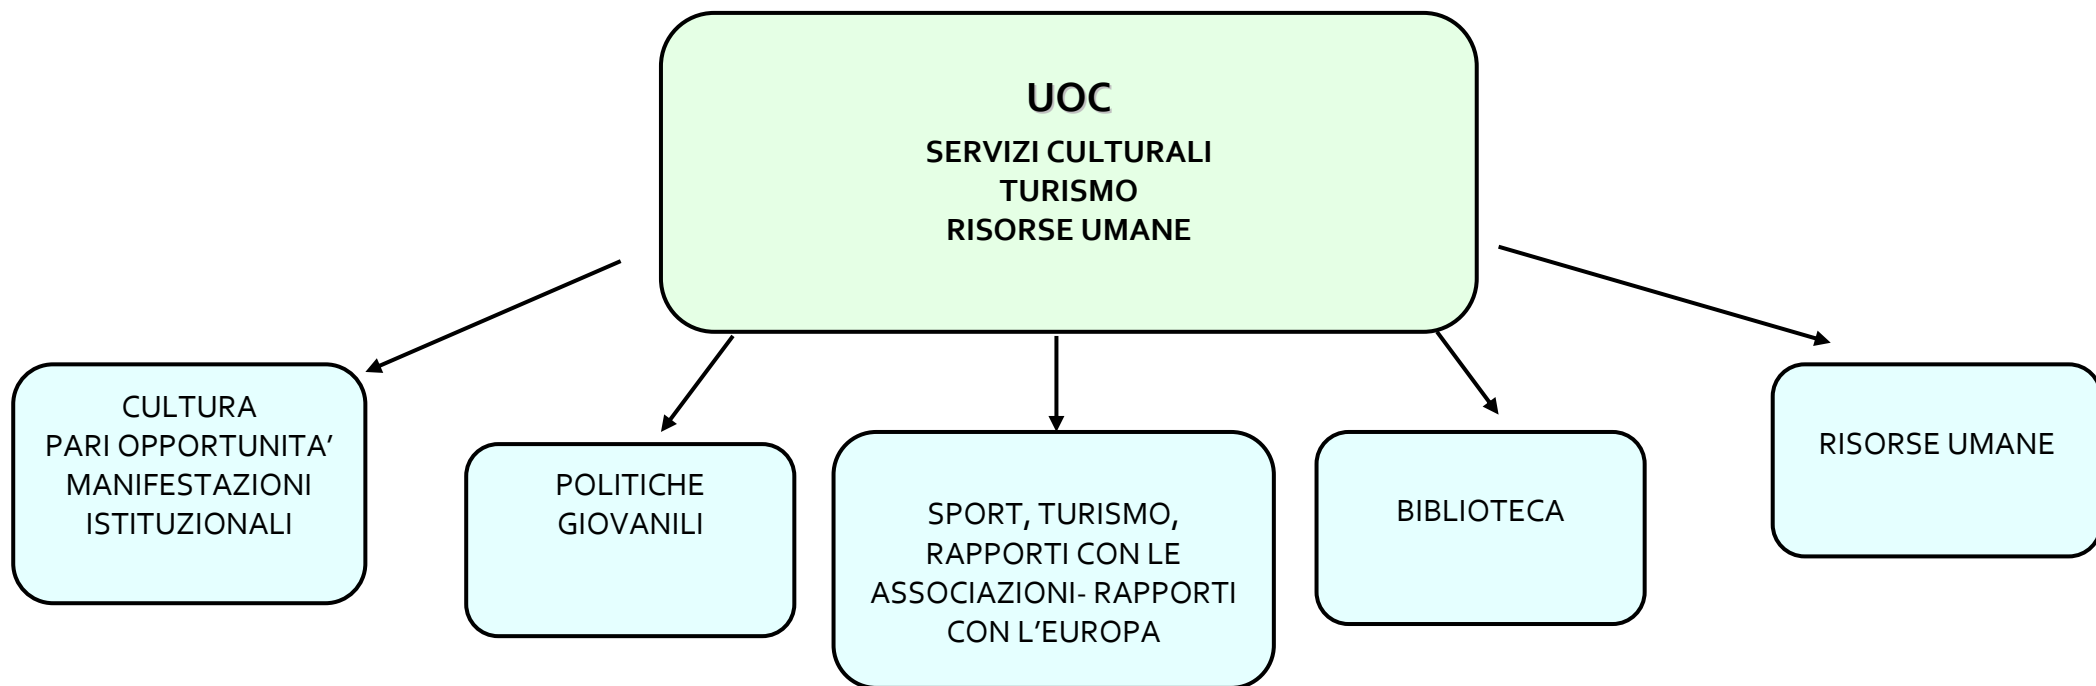 UOC
SERVIZI CULTURALI
TURISMO
RISORSE UMANE
CULTURA
PARI OPPORTUNITA’
MANIFESTAZIONI
ISTITUZIONALI
POLITICHE
GIOVANILI
SPORT, TURISMO,
RAPPORTI CON LE
ASSOCIAZIONI- RAPPORTI
CON L’EUROPA
BIBLIOTECA
RISORSE UMANE